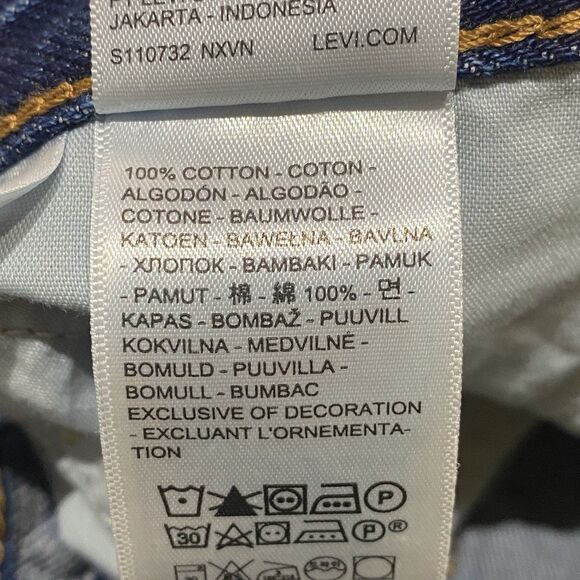 JAKARTA - INDONESIA
S110732 NXVN LEVI.COM
100% COTTON - COTON -
ALGODÓN - ALGODÃO -
COTONE - BAUMWOLLE -
KATOEN - BAWEŁNA - BAVLNA
- ХЛОПОК - BAMBAKI - PAMUK
- PAMUT - 棉 - 綿 100% - 면 -
KAPAS - BOMBAŽ - PUUVILL
KOKVILNA - MEDVILNĖ -
BOMULD - PUUVILLA -
BOMULL - BUMBAC
EXCLUSIVE OF DECORATION
- EXCLUANT L'ORNEMENTA-
TION
P
30 P®